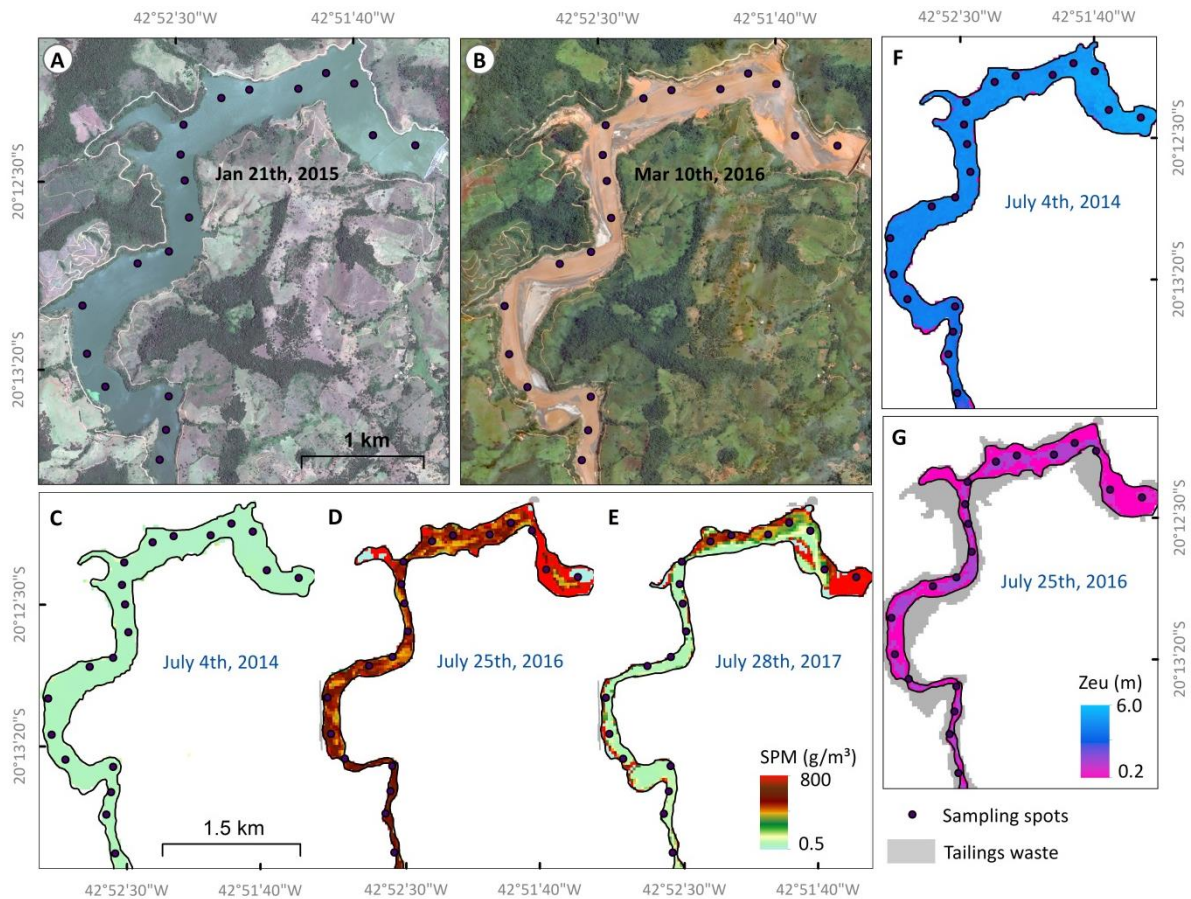 42°52'30"W
42°51'40"W
42°52'30"W
42°51'40"W
42°52'30"W
42°51'40"W
A
B
F
Jan 21th, 2015
Mar 10th, 2016
July 4th, 2014
20°12'30"S
20°13'20"S
20°12'30"S
20°13'20"S
1 km
G
C
D
E
July 4th, 2014
July 25th, 2016
July 28th, 2017
July 25th, 2016
20°12'30"S
20°13'20"S
20°12'30"S
20°13'20"S
Zeu (m)
6.0
0.2
SPM (g/m³)
800
0.5
1.5 km
Sampling spots
Tailings waste
42°52'30"W
42°51'40"W
42°52'30"W
42°51'40"W
42°52'30"W
42°51'40"W